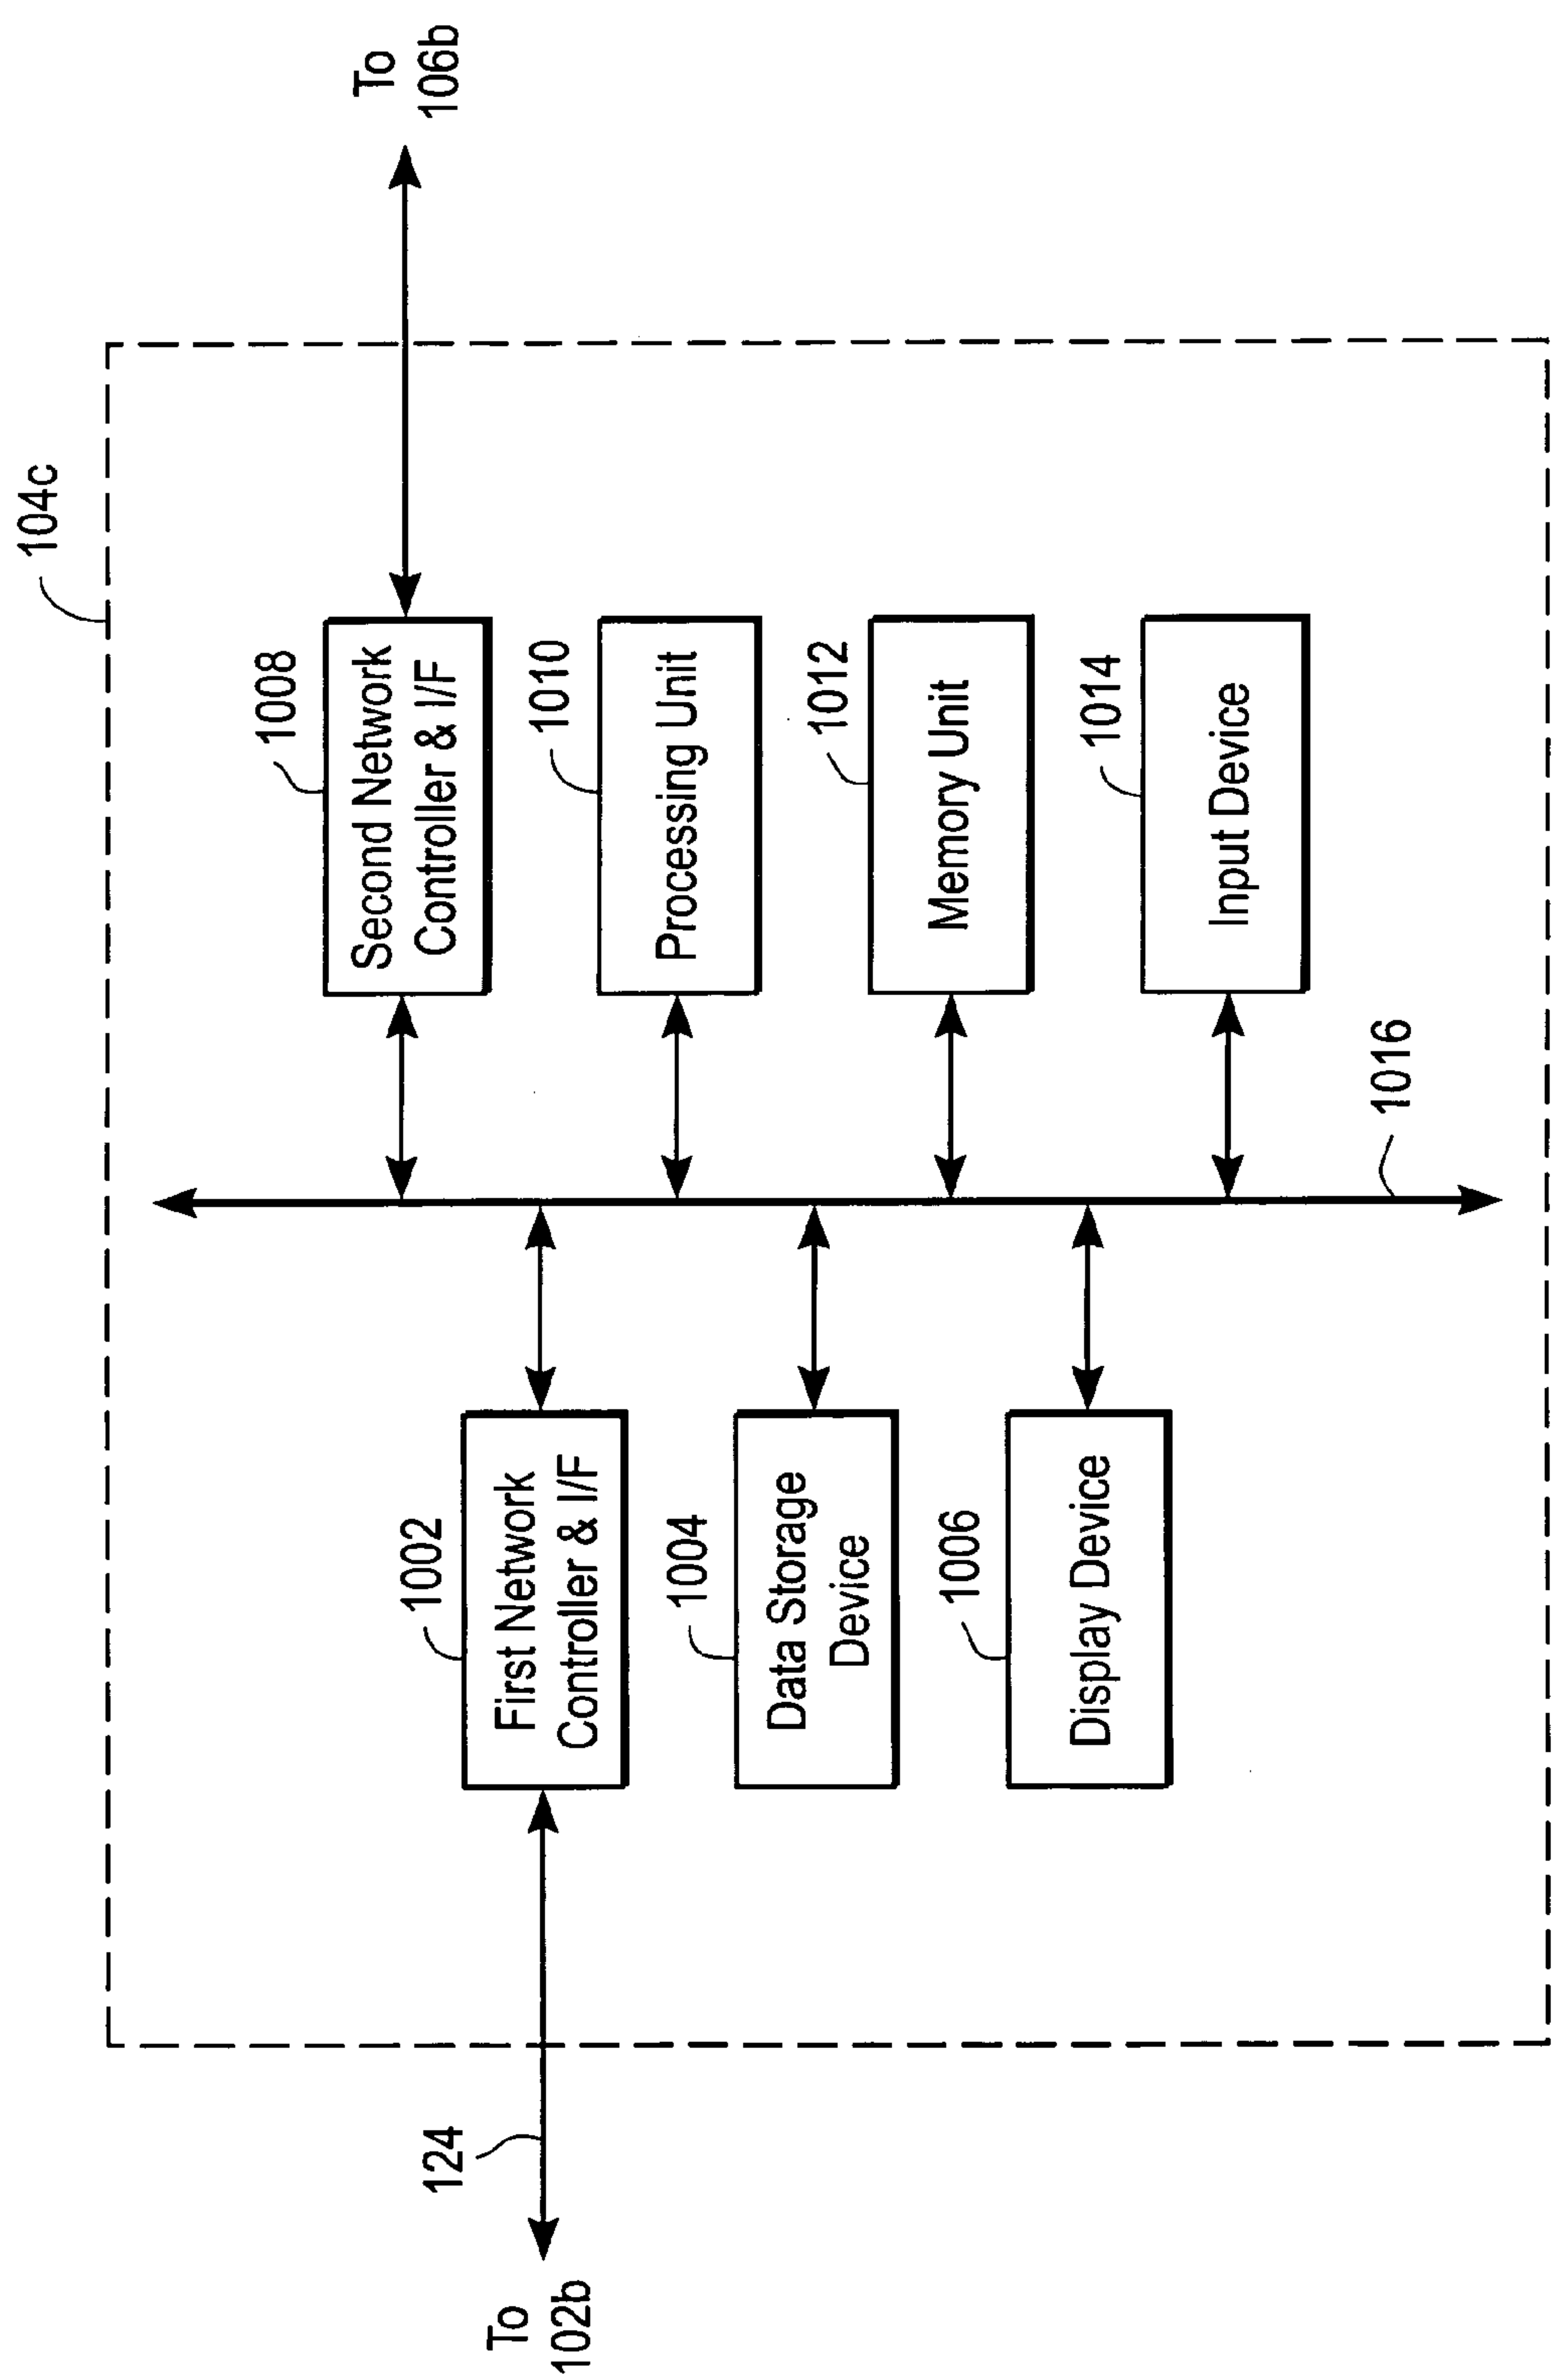 104c
To
102b
124
1002
First Network
Controller & I/F
1004
Data Storage
Device
1006
Display Device
1008
Second Network
Controller & I/F
1010
Processing Unit
1012
Memory Unit
1014
Input Device
1016
To
106b